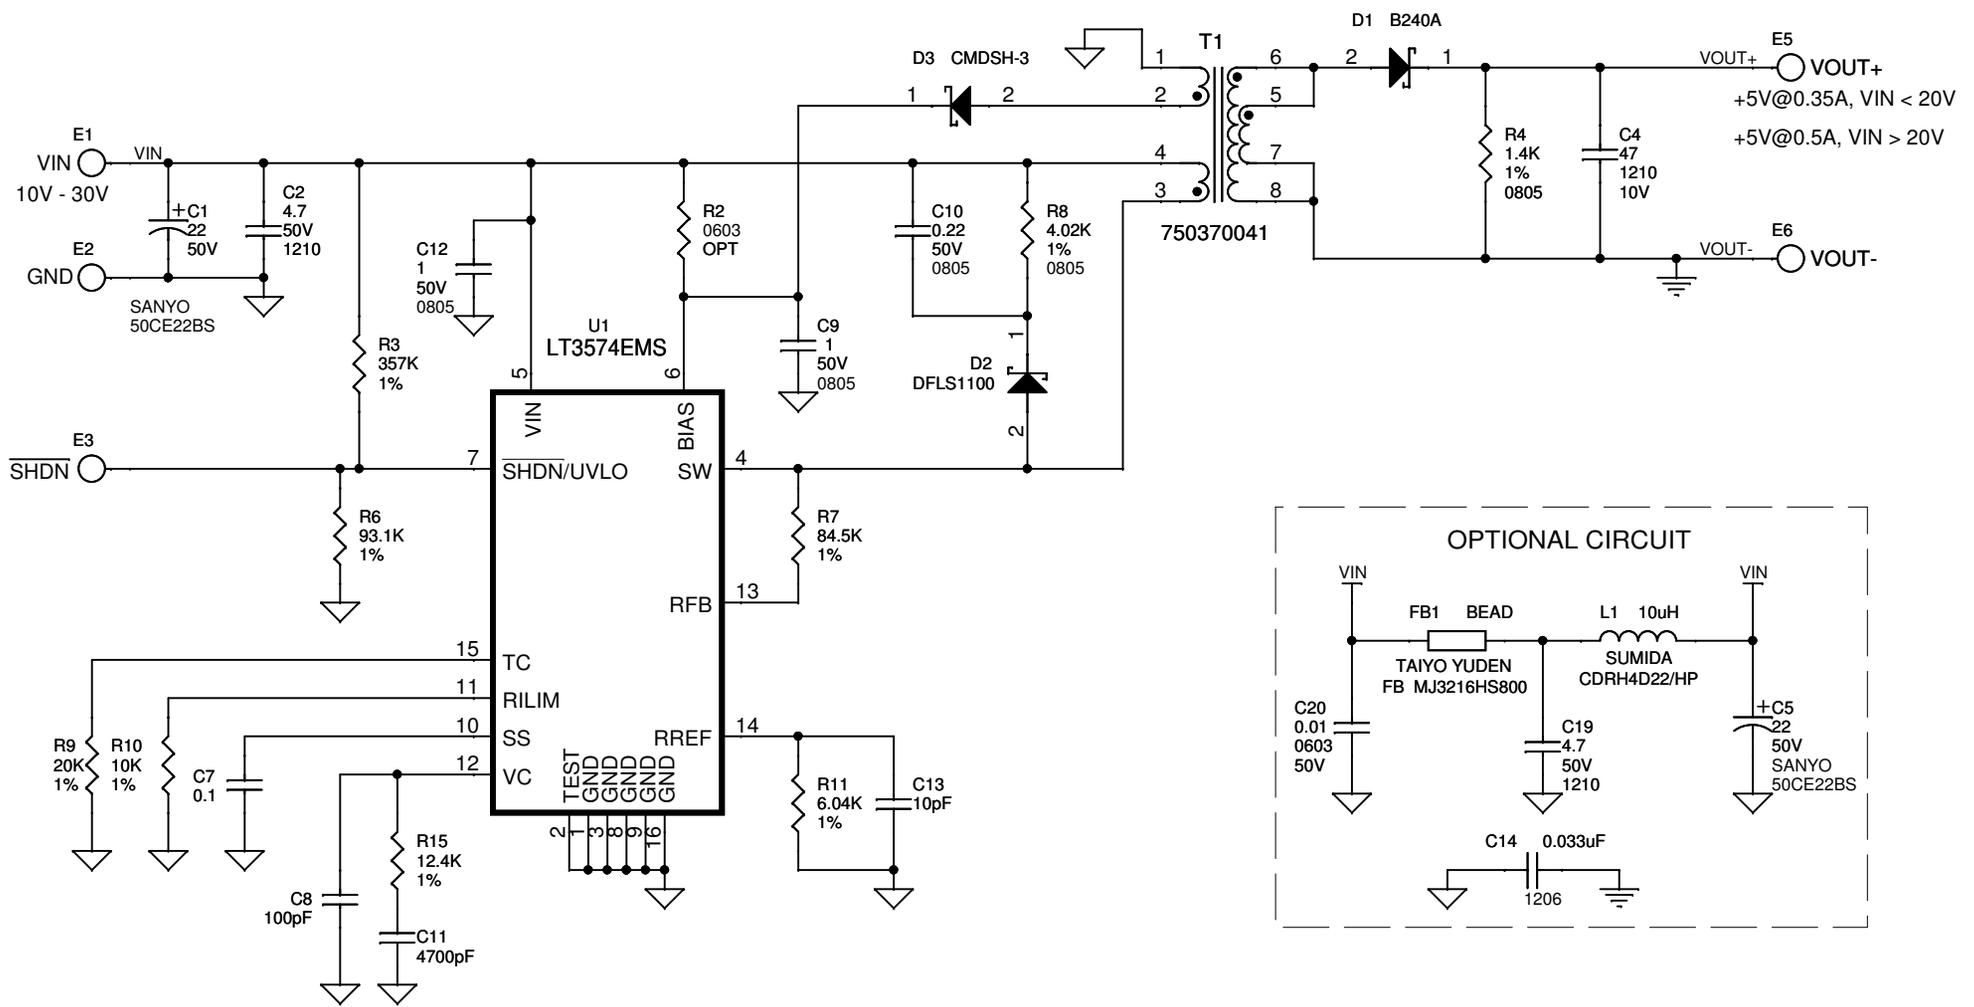 D1 B240A
T1
E5
VOUT+
VOUT+
+5V@0.35A, VIN < 20V
+5V@0.5A, VIN > 20V
D3 CMDSH-3
1
2
1
2
4
3
6
5
7
8
2
1
750370041
R4
1.4K
1%
0805
C4
47
1210
10V
E6
VOUT-
VOUT-
E1
VIN
VIN
10V - 30V
E2
GND
C1
+
22
50V
SANYO
50CE22BS
C2
4.7
50V
1210
C12
1
50V
0805
R2
0603
OPT
C10
0.22
50V
0805
R8
4.02K
1%
0805
R3
357K
1%
U1
LT3574EMS
C9
1
50V
0805
D2
DFLS1100
1
2
E3
SHDN
5
6
7
4
VIN
BIAS
SHDN/UVLO
SW
R6
93.1K
1%
R7
84.5K
1%
RFB
13
15
TC
11
RILIM
10
SS
12
VC
RREF
14
TEST
GND
GND
GND
GND
GND
2
1
3
8
9
16
R9
20K
1%
R10
10K
1%
C7
0.1
R15
12.4K
1%
C8
100pF
C11
4700pF
R11
6.04K
1%
C13
10pF
OPTIONAL CIRCUIT
VIN
VIN
FB1 BEAD
TAIYO YUDEN
FB MJ3216HS800
L1 10uH
SUMIDA
CDRH4D22/HP
C20
0.01
0603
50V
C19
4.7
50V
1210
+
C5
22
50V
SANYO
50CE22BS
C14 0.033uF
1206